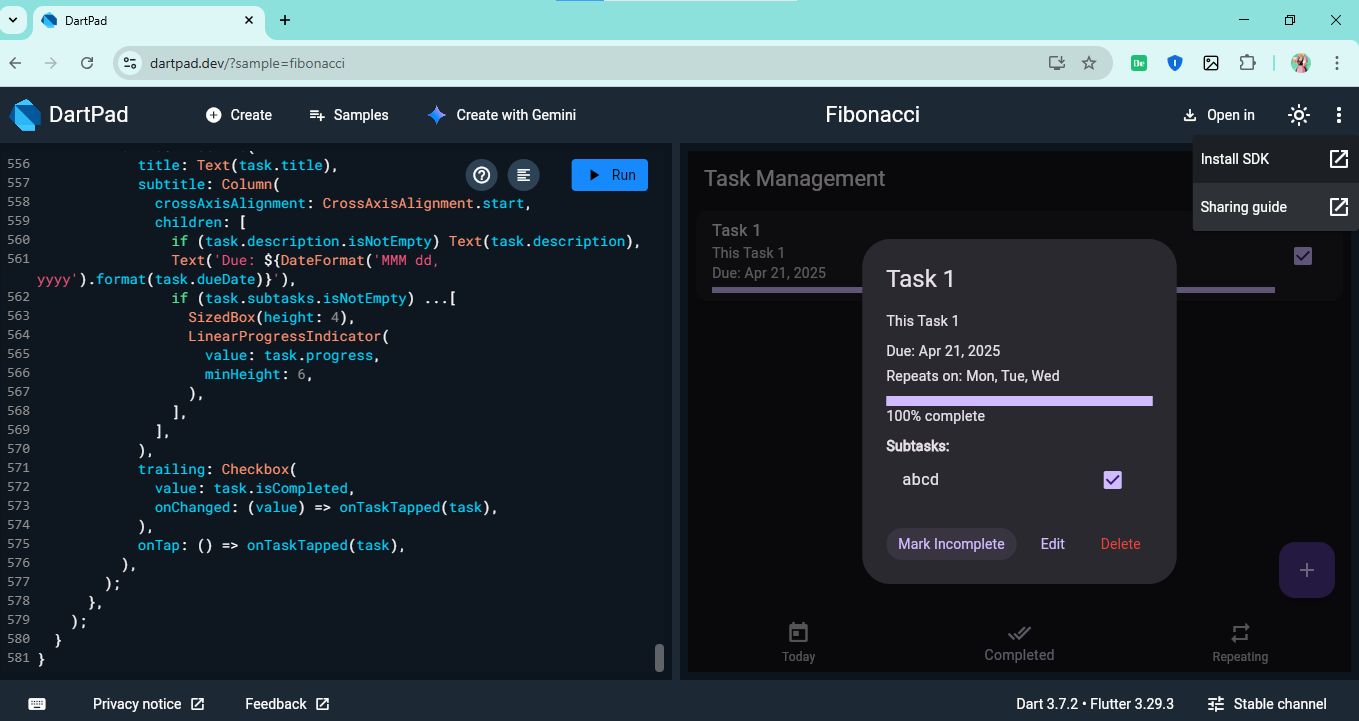 DartPad
dartpad.dev/?sample=fibonacci
De
DartPad
Create
Samples
Create with Gemini
Fibonacci
Open in
Install SDK
Sharing guide
Run
556 title: Text(task.title),
557 subtitle: Column(
558 crossAxisAlignment: CrossAxisAlignment.start,
559 children: [
560 if (task.description.isNotEmpty) Text(task.description),
561 Text('Due: ${DateFormat('MMM dd,
yyyy').format(task.dueDate)}'),
562 if (task.subtasks.isNotEmpty) ...[
563 SizedBox(height: 4),
564 LinearProgressIndicator(
565 value: task.progress,
566 minHeight: 6,
567 ),
568 ],
569 ],
570 ),
571 trailing: Checkbox(
572 value: task.isCompleted,
573 onChanged: (value) => onTaskTapped(task),
574 ),
575 onTap: () => onTaskTapped(task),
576 ),
577 );
578 },
579 );
580 }
581 }
Task Management
Task 1
This Task 1
Due: Apr 21, 2025
Task 1
This Task 1
Due: Apr 21, 2025
Repeats on: Mon, Tue, Wed
100% complete
Subtasks:
abcd
Mark Incomplete
Edit
Delete
Today
Completed
Repeating
Privacy notice
Feedback
Dart 3.7.2 • Flutter 3.29.3
Stable channel